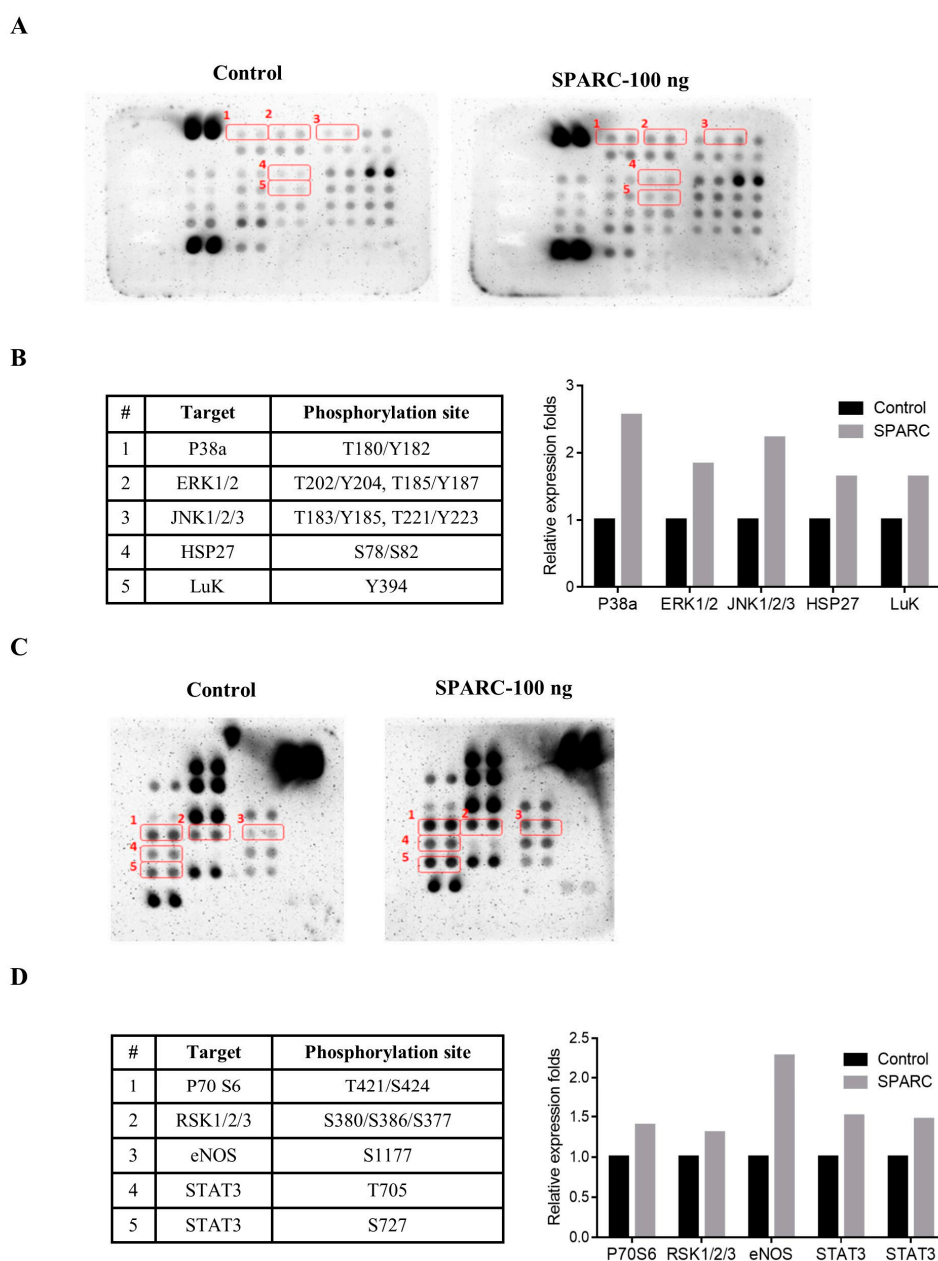 A
Control
SPARC-100 ng
1 2 3
4
5
1 2 3
4
5
B
# Target Phosphorylation site
1 P38a T180/Y182
2 ERK1/2 T202/Y204, T185/Y187
3 JNK1/2/3 T183/Y185, T221/Y223
4 HSP27 S78/S82
5 LuK Y394
3
2
1
0
Relative expression folds
Control
SPARC
P38a ERK1/2 JNK1/2/3 HSP27 LuK
C
Control
SPARC-100 ng
1 2 3
4
5
1 2 3
4
5
D
# Target Phosphorylation site
1 P70 S6 T421/S424
2 RSK1/2/3 S380/S386/S377
3 eNOS S1177
4 STAT3 T705
5 STAT3 S727
2.5
2.0
1.5
1.0
0.5
0.0
Relative expression folds
Control
SPARC
P70S6 RSK1/2/3 eNOS STAT3 STAT3